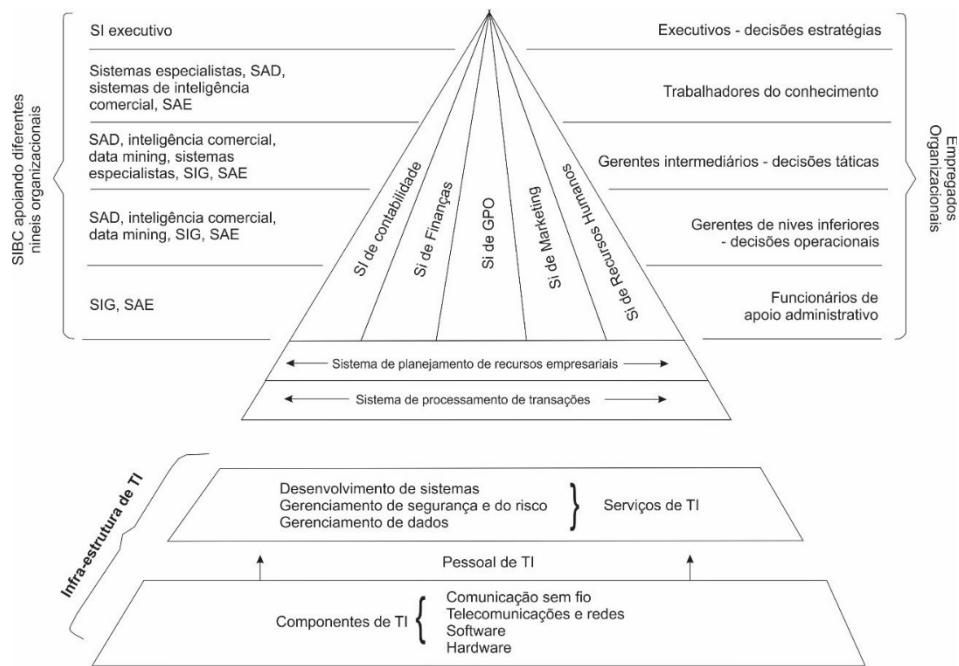 SI executivo
Sistemas especialistas, SAD,
sistemas de inteligência
comercial, SAE
SAD, inteligência comercial,
data mining, sistemas
especialistas, SIG, SAE
SAD, inteligência comercial,
data mining, SIG, SAE
SIG, SAE
SIBC apoiando diferentes
nineis organizacionais
SI de contabilidade
Si de Finanças
Si de GPO
Si de Marketing
Si de Recursos Humanos
Executivos - decisões estratégias
Trabalhadores do conhecimento
Gerentes intermediários - decisões táticas
Gerentes de nives inferiores
- decisões operacionais
Funcionários de
apoio administrativo
Empregados
Organizacionais
Sistema de planejamento de recursos empresariais
Sistema de processamento de transações
Infra-estrutura de TI
Desenvolvimento de sistemas
Gerenciamento de segurança e do risco
Gerenciamento de dados
Serviços de TI
Pessoal de TI
Componentes de TI
Comunicação sem fio
Telecomunicações e redes
Software
Hardware